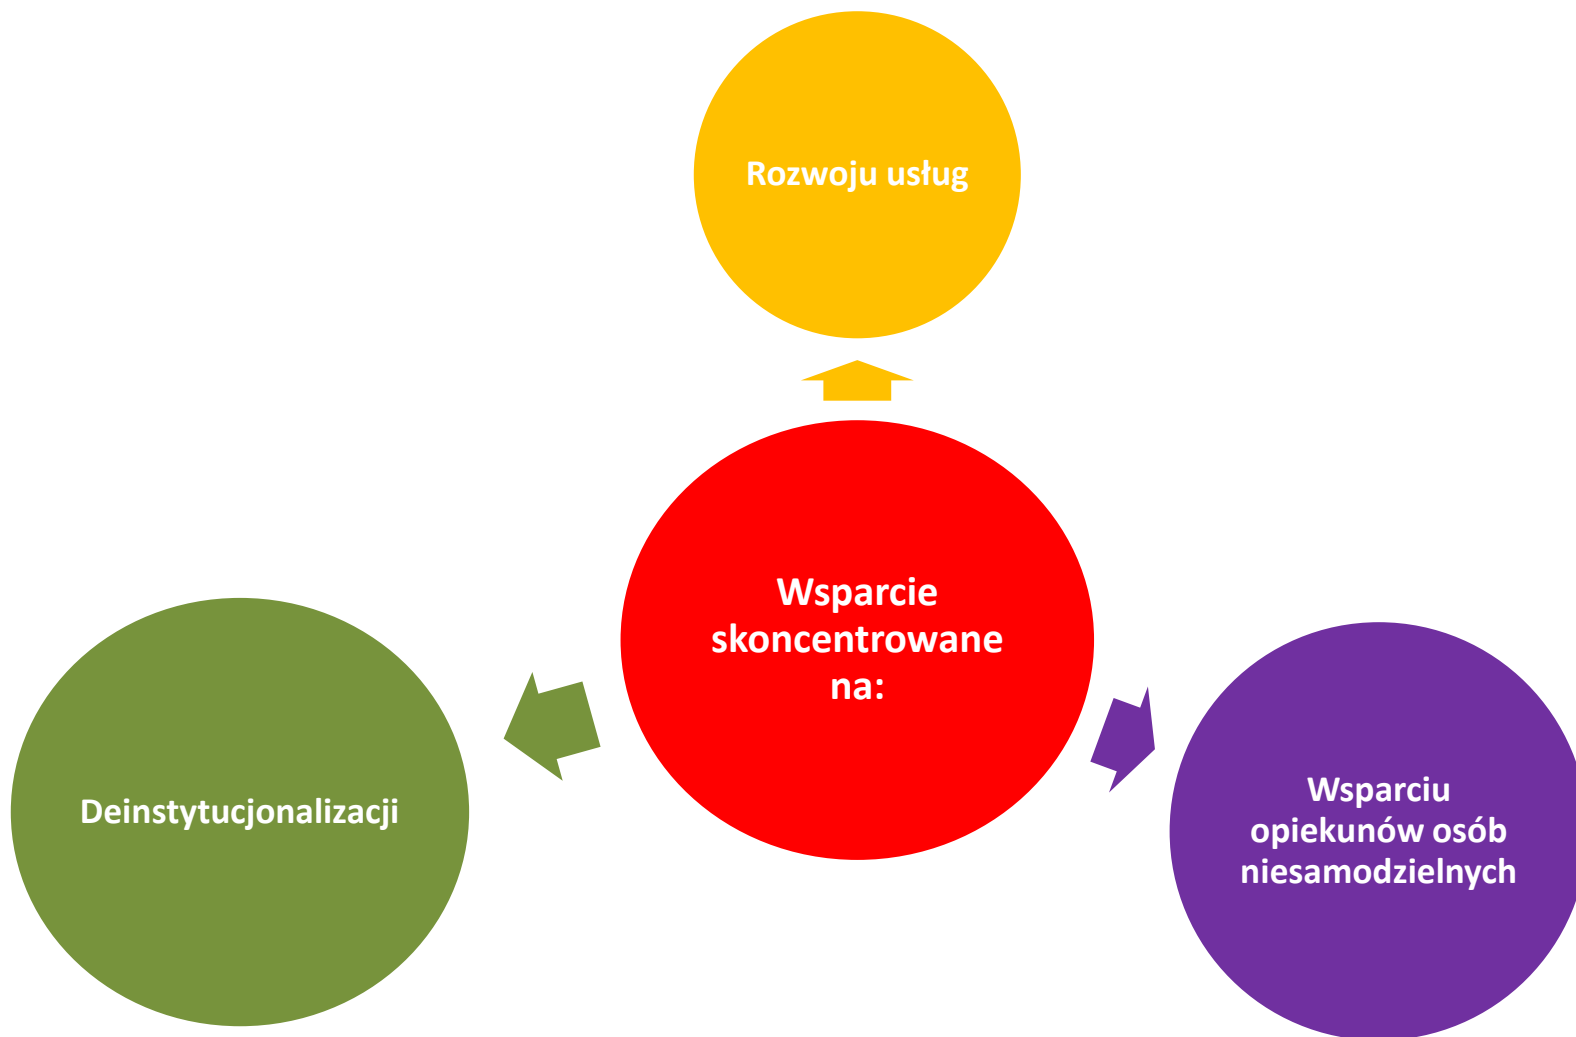 Rozwoju usług
Wsparcie
skoncentrowane
na:
Deinstytucjonalizacji
Wsparciu
opiekunów osób
niesamodzielnych